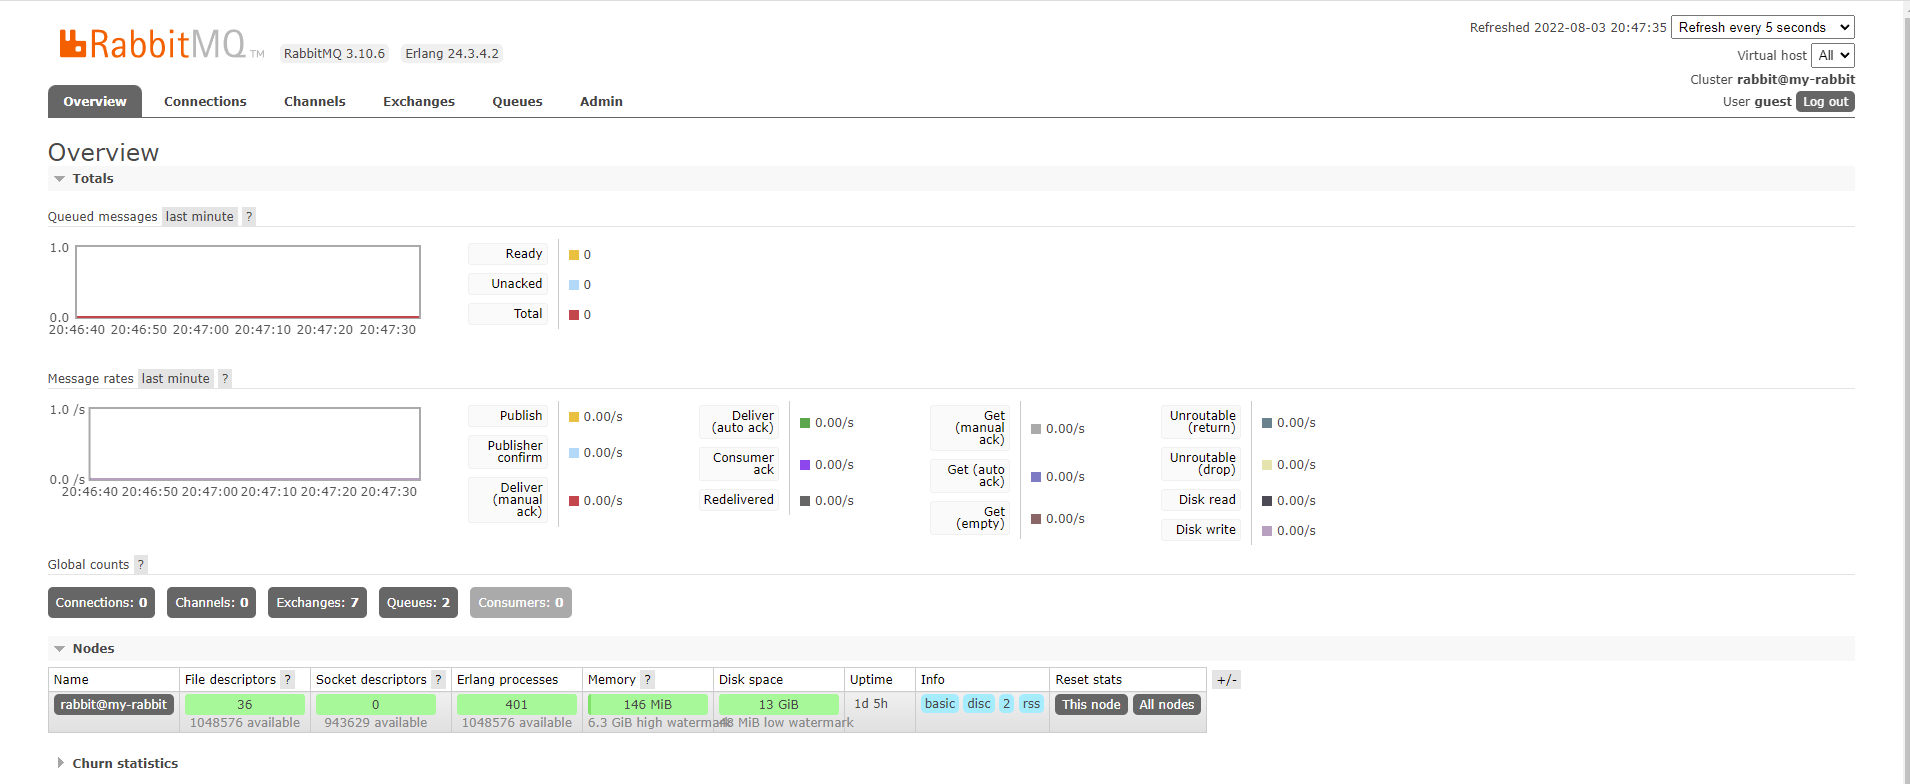 RabbitMQ TM RabbitMQ 3.10.6 Erlang 24.3.4.2
Refreshed 2022-08-03 20:47:35 Refresh every 5 seconds
Virtual host All
Cluster rabbit@my-rabbit
User guest Log out
Overview Connections Channels Exchanges Queues Admin
Overview
Totals
Queued messages last minute ?
1.0
0.0
20:46:40 20:46:50 20:47:00 20:47:10 20:47:20 20:47:30
Ready 0
Unacked 0
Total 0
Message rates last minute ?
1.0 /s
0.0 /s
20:46:40 20:46:50 20:47:00 20:47:10 20:47:20 20:47:30
Publish 0.00/s
Publisher
confirm 0.00/s
Deliver
(manual
ack) 0.00/s
Deliver
(auto ack) 0.00/s
Consumer
ack 0.00/s
Redelivered 0.00/s
Get
(manual
ack) 0.00/s
Get (auto
ack) 0.00/s
Get
(empty) 0.00/s
Unroutable
(return) 0.00/s
Unroutable
(drop) 0.00/s
Disk read 0.00/s
Disk write 0.00/s
Global counts ?
Connections: 0 Channels: 0 Exchanges: 7 Queues: 2 Consumers: 0
Nodes
Name File descriptors ? Socket descriptors ? Erlang processes Memory ? Disk space Uptime Info Reset stats +/-
rabbit@my-rabbit 36 0 401 146 MiB 13 GiB 1d 5h basic disc 2 rss This node All nodes
1048576 available 943629 available 1048576 available 6.3 GiB high watermark 48 MiB low watermark
Churn statistics